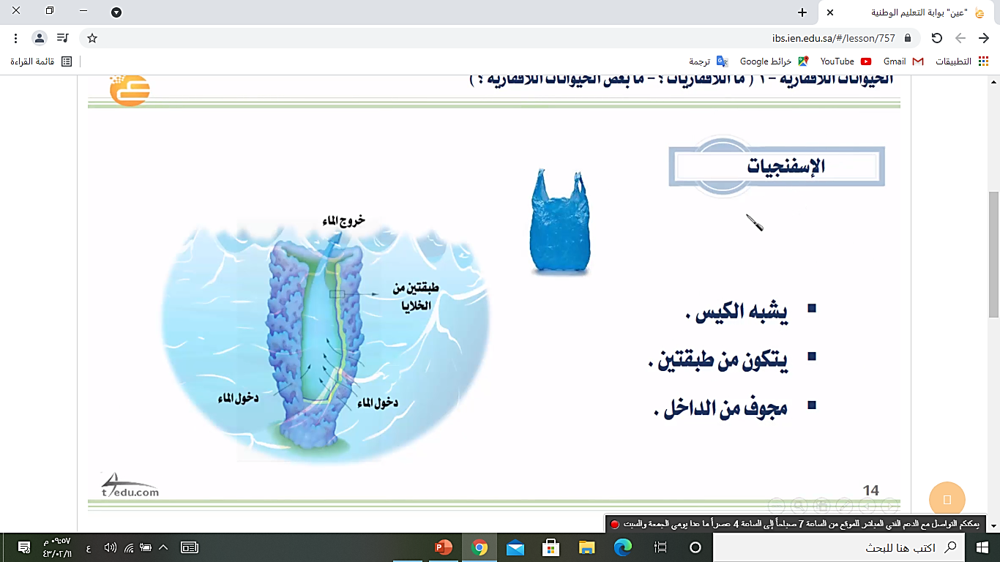 "عين" بوابة التعليم الوطنية
ibs.ien.edu.sa/#/lesson/757
التطبيقات
Gmail
YouTube
خرائط Google
ترجمة
قائمة القراءة
الحيوانات اللافقارية – ١ ( ما اللافقاريات ؟ – ما بعض الحيوانات اللافقارية ؟ )
الإسفنجيات
خروج الماء
طبقتين من
الخلايا
دخول الماء
دخول الماء
يشبه الكيس .
يتكون من طبقتين .
مجوف من الداخل .
t4edu.com
14
يمكنكم التواصل مع الدعم الفني المباشر للموقع من الساعة 7 صباحاً إلى الساعة 4 عصراً ما عدا يومي الجمعة والسبت
اكتب هنا للبحث
ع
٠٩:٥٧ م
٤٣/٠٢/١١